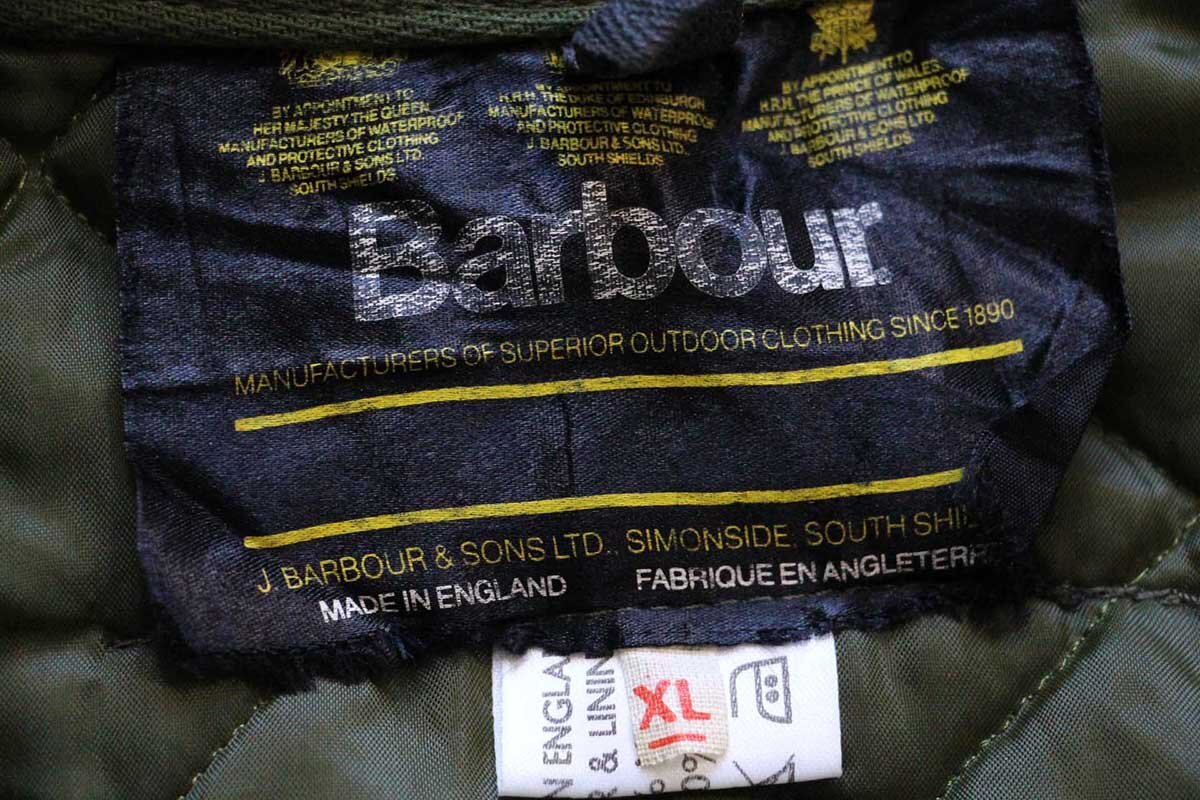 BY APPOINTMENT TO
HER MAJESTY THE QUEEN
MANUFACTURERS OF WATERPROOF
AND PROTECTIVE CLOTHING
J BARBOUR & SONS LTD.
SOUTH SHIELDS
H.R.H. THE DUKE OF EDINBURGH
MANUFACTURERS OF WATERPROOF
AND PROTECTIVE CLOTHING
J. BARBOUR & SONS LTD.
SOUTH SHIELDS.
BY APPOINTMENT TO
H.R.H. THE PRINCE OF WALES
MANUFACTURERS OF WATERPROOF
AND PROTECTIVE CLOTHING
J BARBOUR & SONS LTD.
SOUTH SHIELDS.
Barbour
MANUFACTURERS OF SUPERIOR OUTDOOR CLOTHING SINCE 1890
J. BARBOUR & SONS LTD., SIMONSIDE, SOUTH SHI
MADE IN ENGLAND FABRIQUE EN ANGLETERR
N ENGLA
& LININ
XL
0%